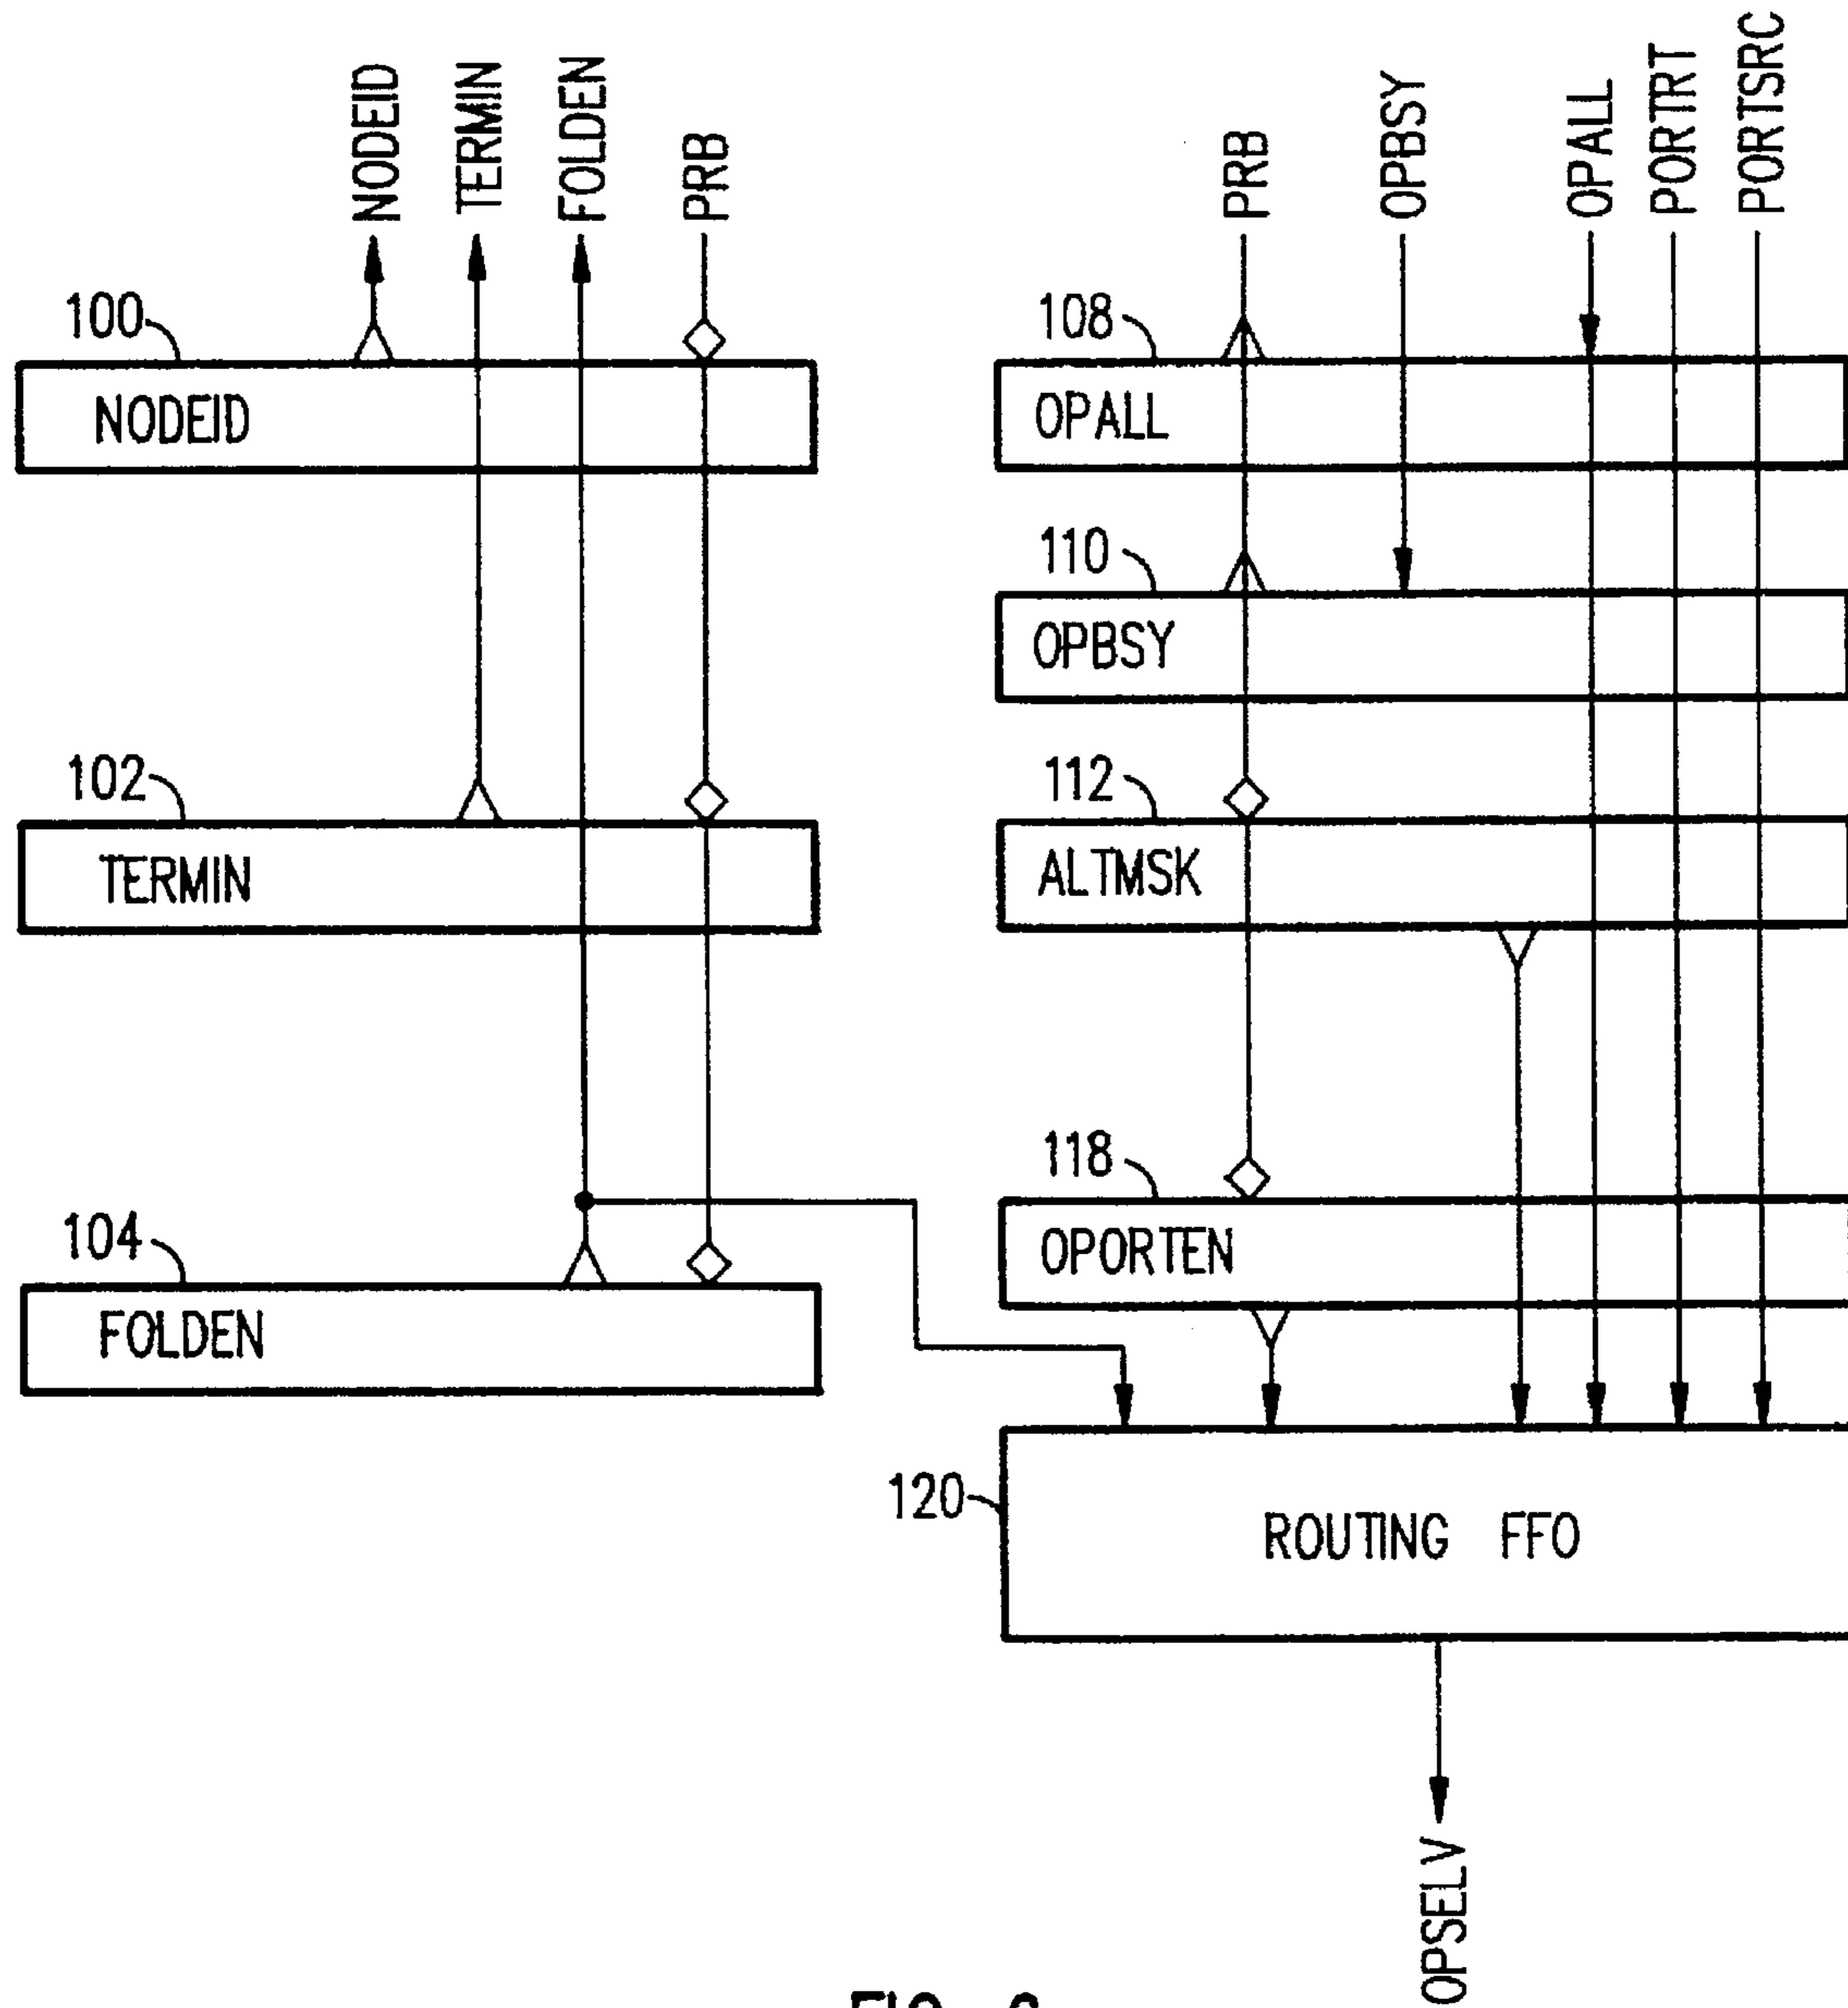 NODEID
TERMIN
FOLDEN
PRB
PRB
OPBSY
OPALL
PORTRT
PORTSRC
100
NODEID
108
OPALL
110
OPBSY
102
TERMIN
112
ALTMSK
118
OPORTEN
104
FOLDEN
120
ROUTING FFO
OPSELV